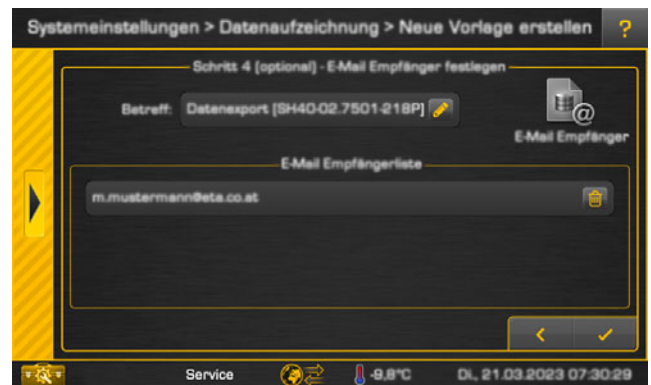 Systemeinstellungen > Datenaufzeichnung > Neue Vorlage erstellen ?
Schritt 4 (optional) - E-Mail Empfänger festlegen
Betreff: Datenexport [SH40-02.7501-218P]
@
E-Mail Empfänger
E-Mail Empfängerliste
m.mustermann@eta.co.at
Service -9,8°C Di., 21.03.2023 07:30:29